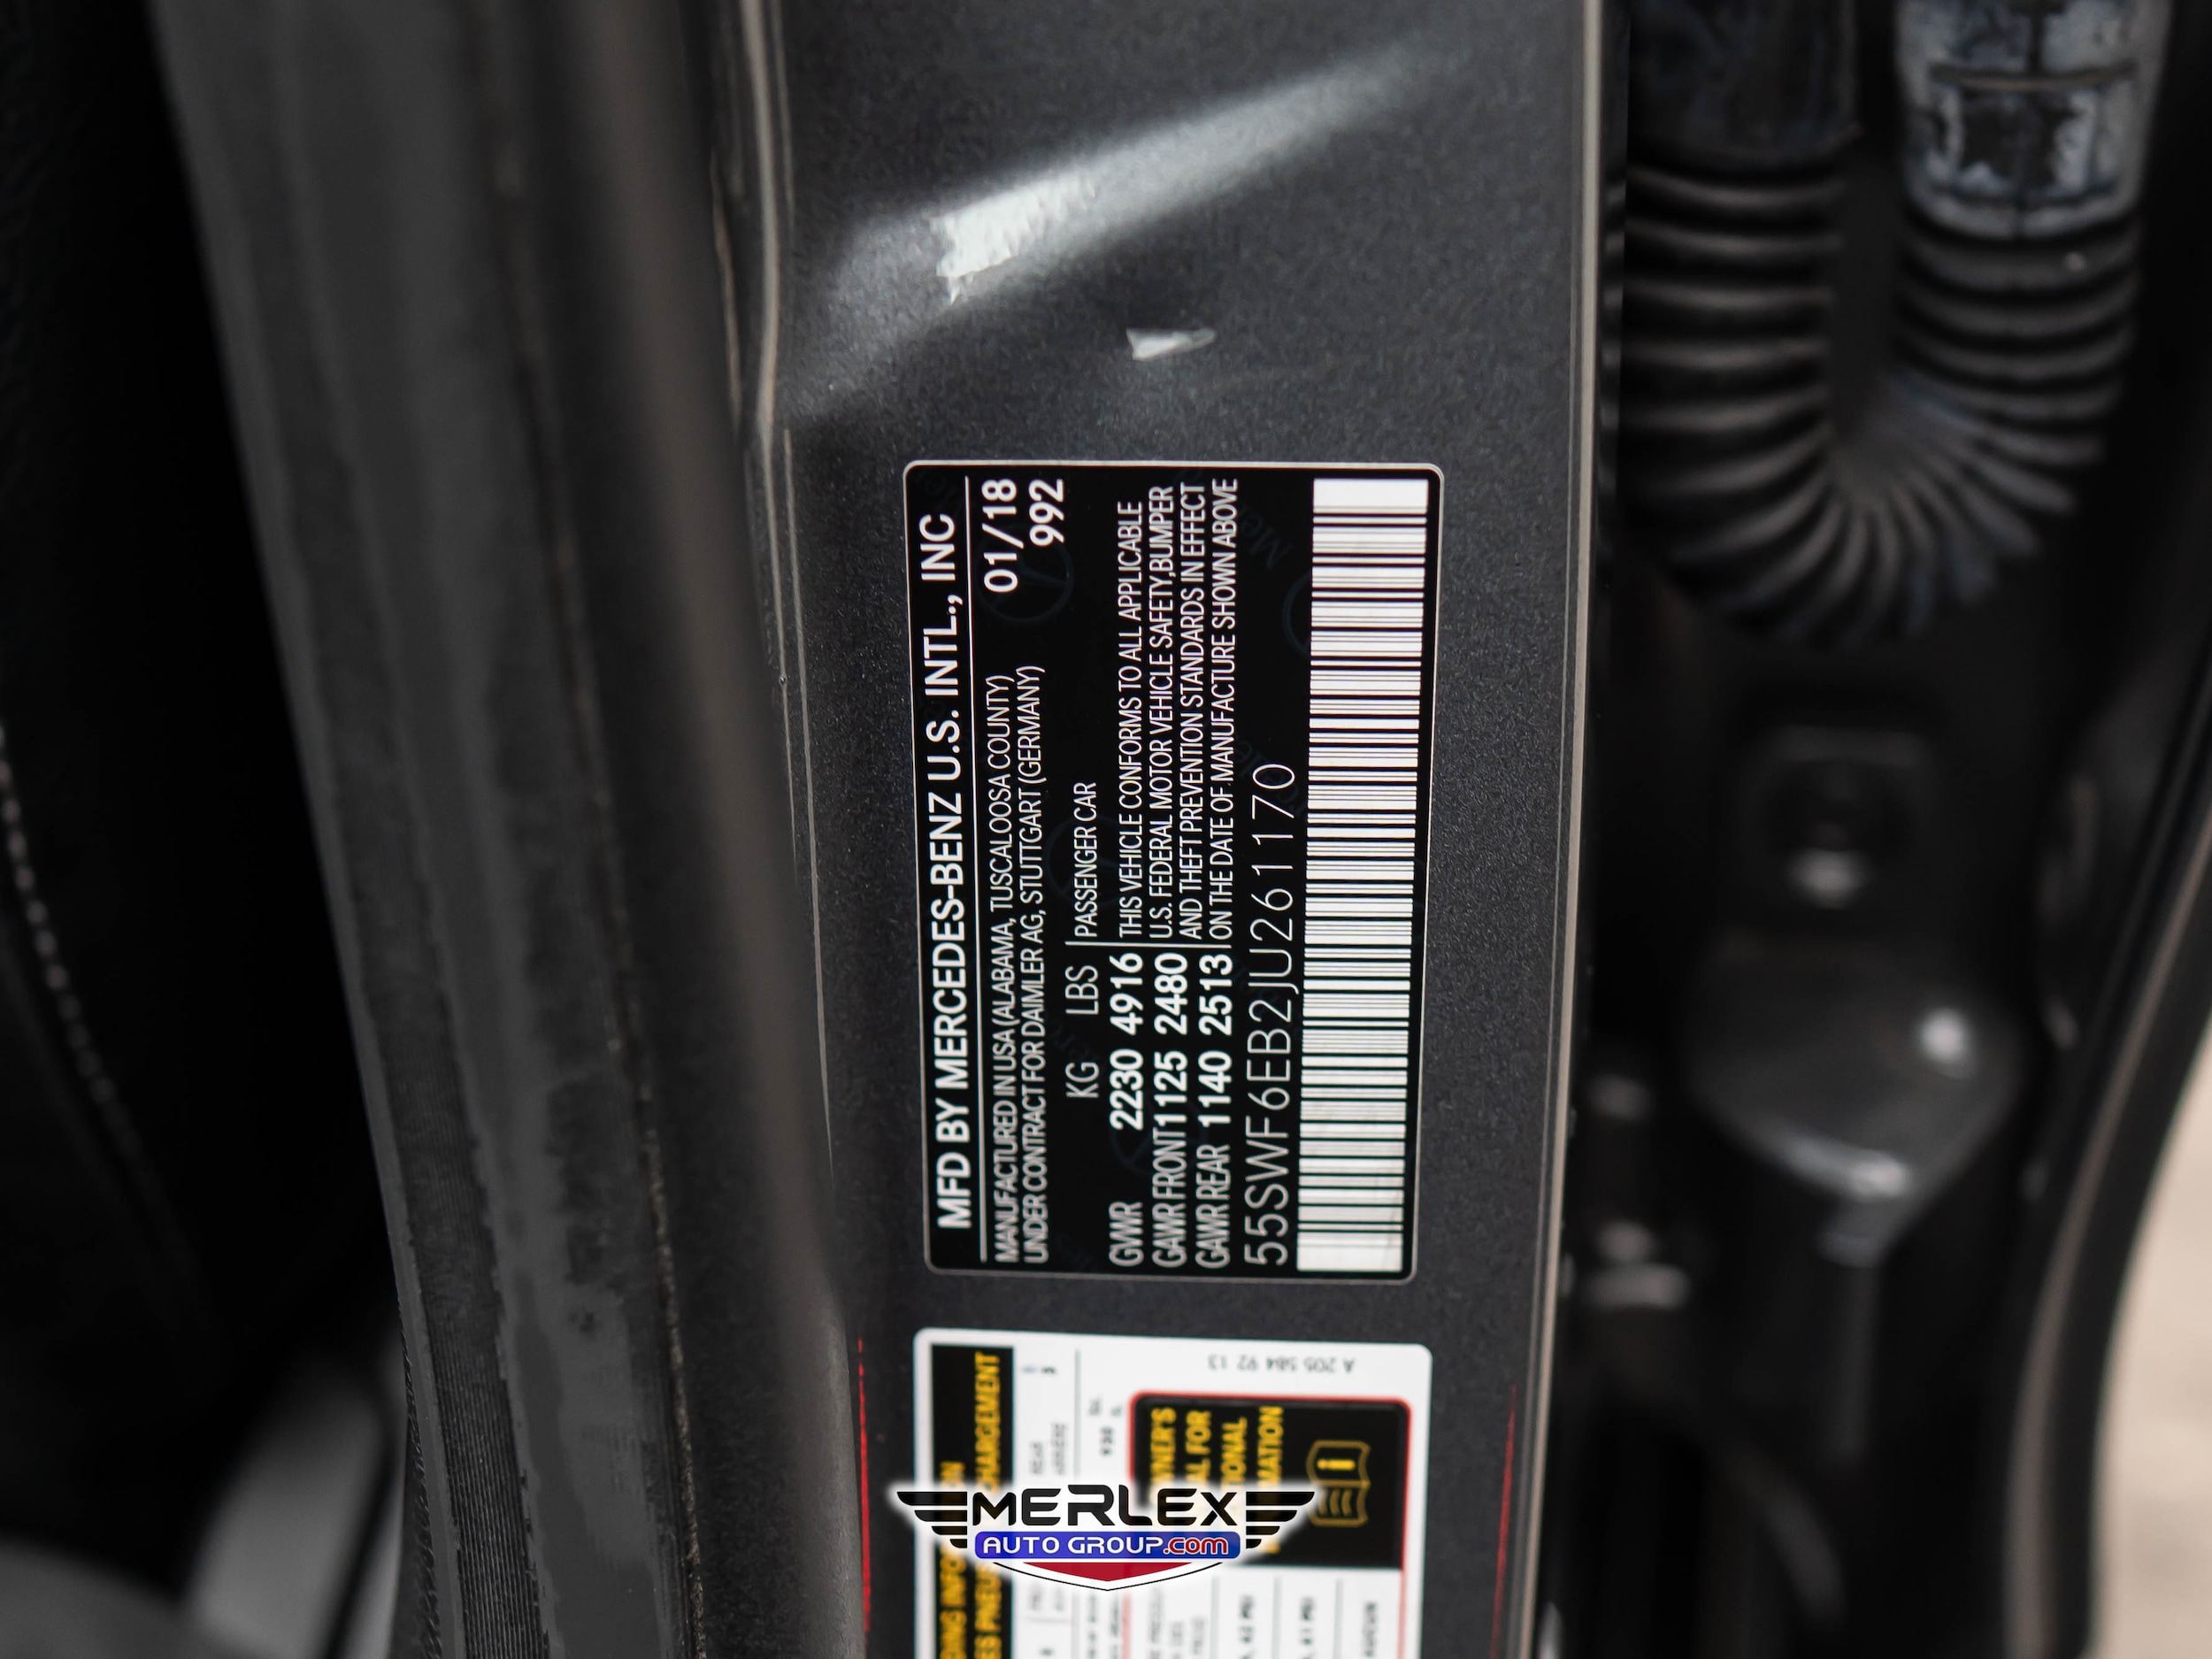 MFD BY MERCEDES-BENZ U.S. INTL., INC
MANUFACTURED IN USA (ALABAMA, TUSCALOOSA COUNTY) 01/18
UNDER CONTRACT FOR DAIMLER AG, STUTTGART (GERMANY) 992
KG LBS PASSENGER CAR
GVWR 2230 4916 THIS VEHICLE CONFORMS TO ALL APPLICABLE
U.S. FEDERAL MOTOR VEHICLE SAFETY,BUMPER
GAWR FRONT 1125 2480 AND THEFT PREVENTION STANDARDS IN EFFECT
GAWR REAR 1140 2513 ON THE DATE OF MANUFACTURE SHOWN ABOVE
55SWF6EB2JU261170
A 205 584 92 13
MERLEX
AUTO GROUP.com